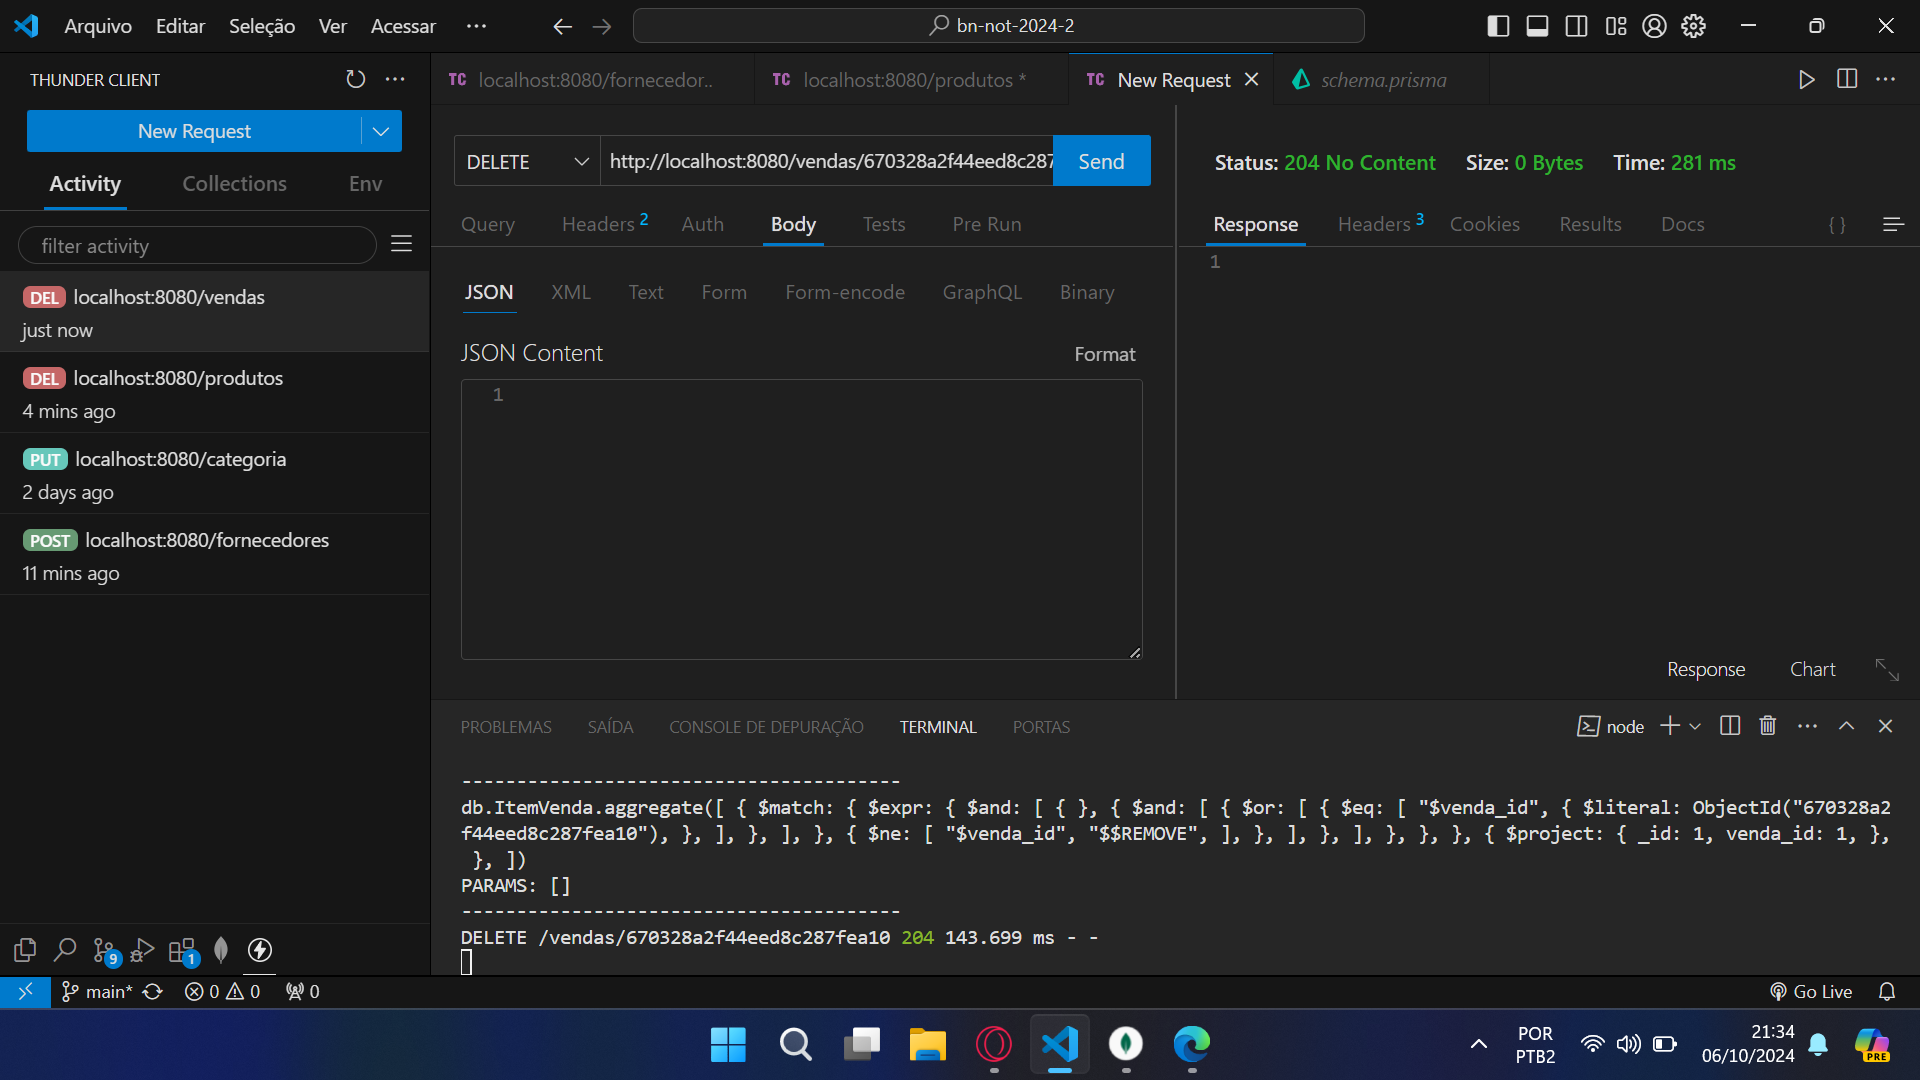 Arquivo Editar Seleção Ver Acessar ··· bn-not-2024-2
THUNDER CLIENT ···
New Request
Activity Collections Env
filter activity
DEL localhost:8080/vendas
just now
DEL localhost:8080/produtos
4 mins ago
PUT localhost:8080/categoria
2 days ago
POST localhost:8080/fornecedores
11 mins ago
TC localhost:8080/fornecedor.. TC localhost:8080/produtos * TC New Request schema.prisma ···
DELETE http://localhost:8080/vendas/670328a2f44eed8c287 Send
Query Headers 2 Auth Body Tests Pre Run
JSON XML Text Form Form-encode GraphQL Binary
JSON Content Format
1
Status: 204 No Content Size: 0 Bytes Time: 281 ms
Response Headers 3 Cookies Results Docs { }
1
Response Chart
PROBLEMAS SAÍDA CONSOLE DE DEPURAÇÃO TERMINAL PORTAS node ···
----------------------------------------
db.ItemVenda.aggregate([ { $match: { $expr: { $and: [ { }, { $and: [ { $or: [ { $eq: [ "$venda_id", { $literal: ObjectId("670328a2
f44eed8c287fea10"), }, ], }, ], }, { $ne: [ "$venda_id", "$$REMOVE", ], }, ], }, ], }, }, }, { $project: { _id: 1, venda_id: 1, },
}, ])
PARAMS: []
----------------------------------------
DELETE /vendas/670328a2f44eed8c287fea10 204 143.699 ms - -
9 1
main* 0 0 0 Go Live
POR
PTB2
21:34
06/10/2024
PRE